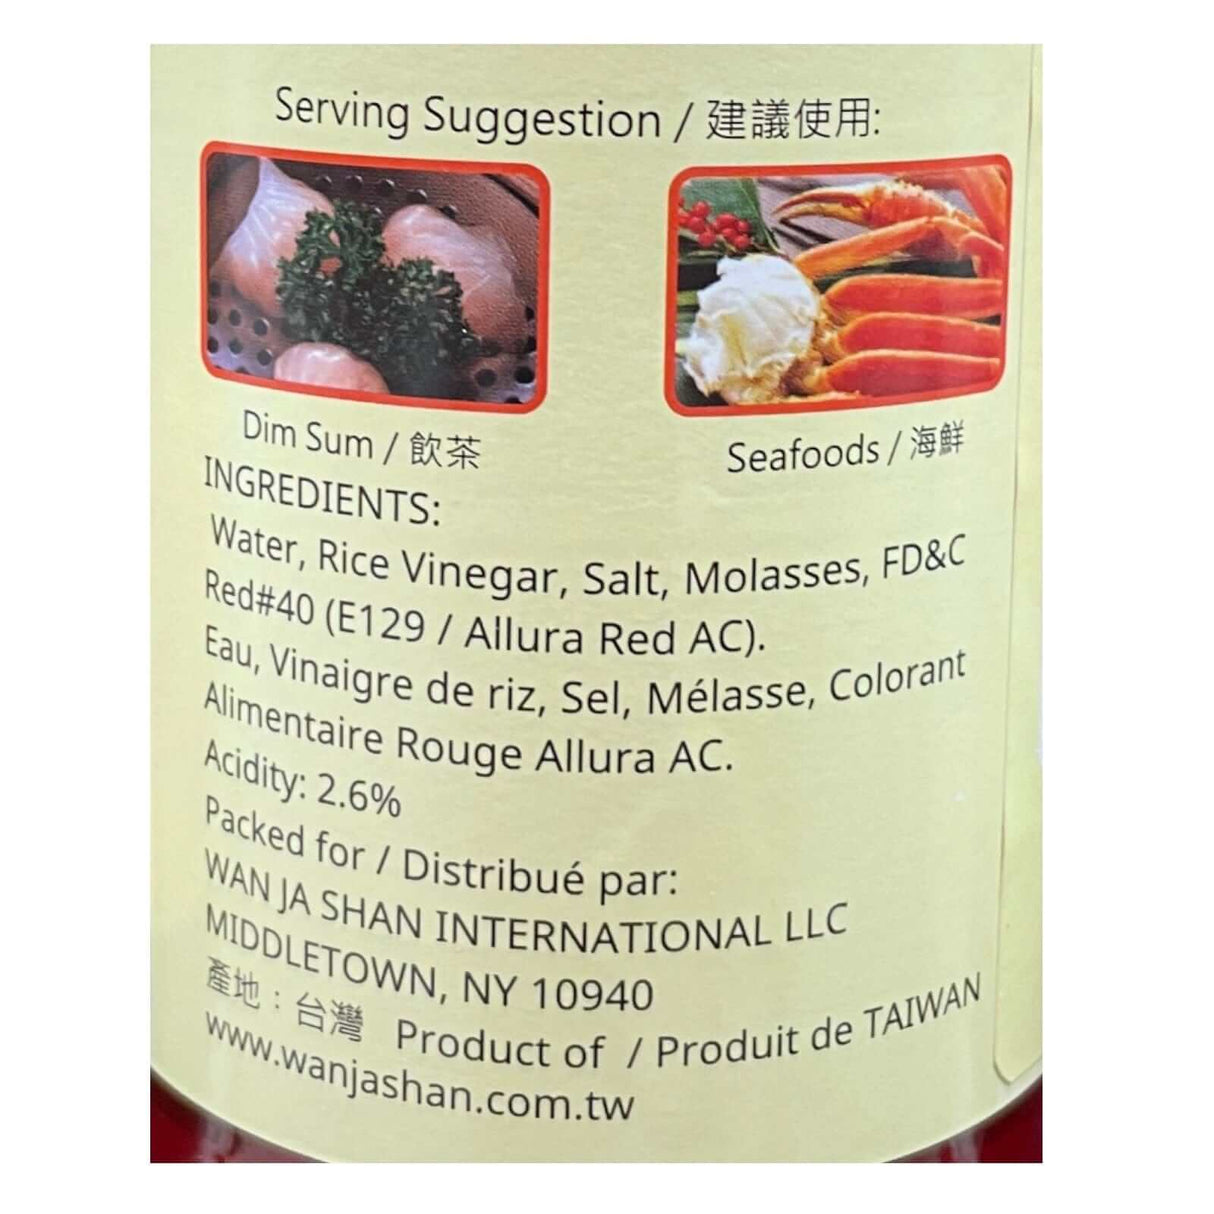 Serving Suggestion / 建議使用:
Dim Sum / 飲茶
Seafoods / 海鮮
INGREDIENTS:
Water, Rice Vinegar, Salt, Molasses, FD&C
Red#40 (E129 / Allura Red AC).
Eau, Vinaigre de riz, Sel, Mélasse, Colorant
Alimentaire Rouge Allura AC.
Acidity: 2.6%
Packed for / Distribué par:
WAN JA SHAN INTERNATIONAL LLC
MIDDLETOWN, NY 10940
產地：台灣 Product of / Produit de TAIWAN
www.wanjashan.com.tw